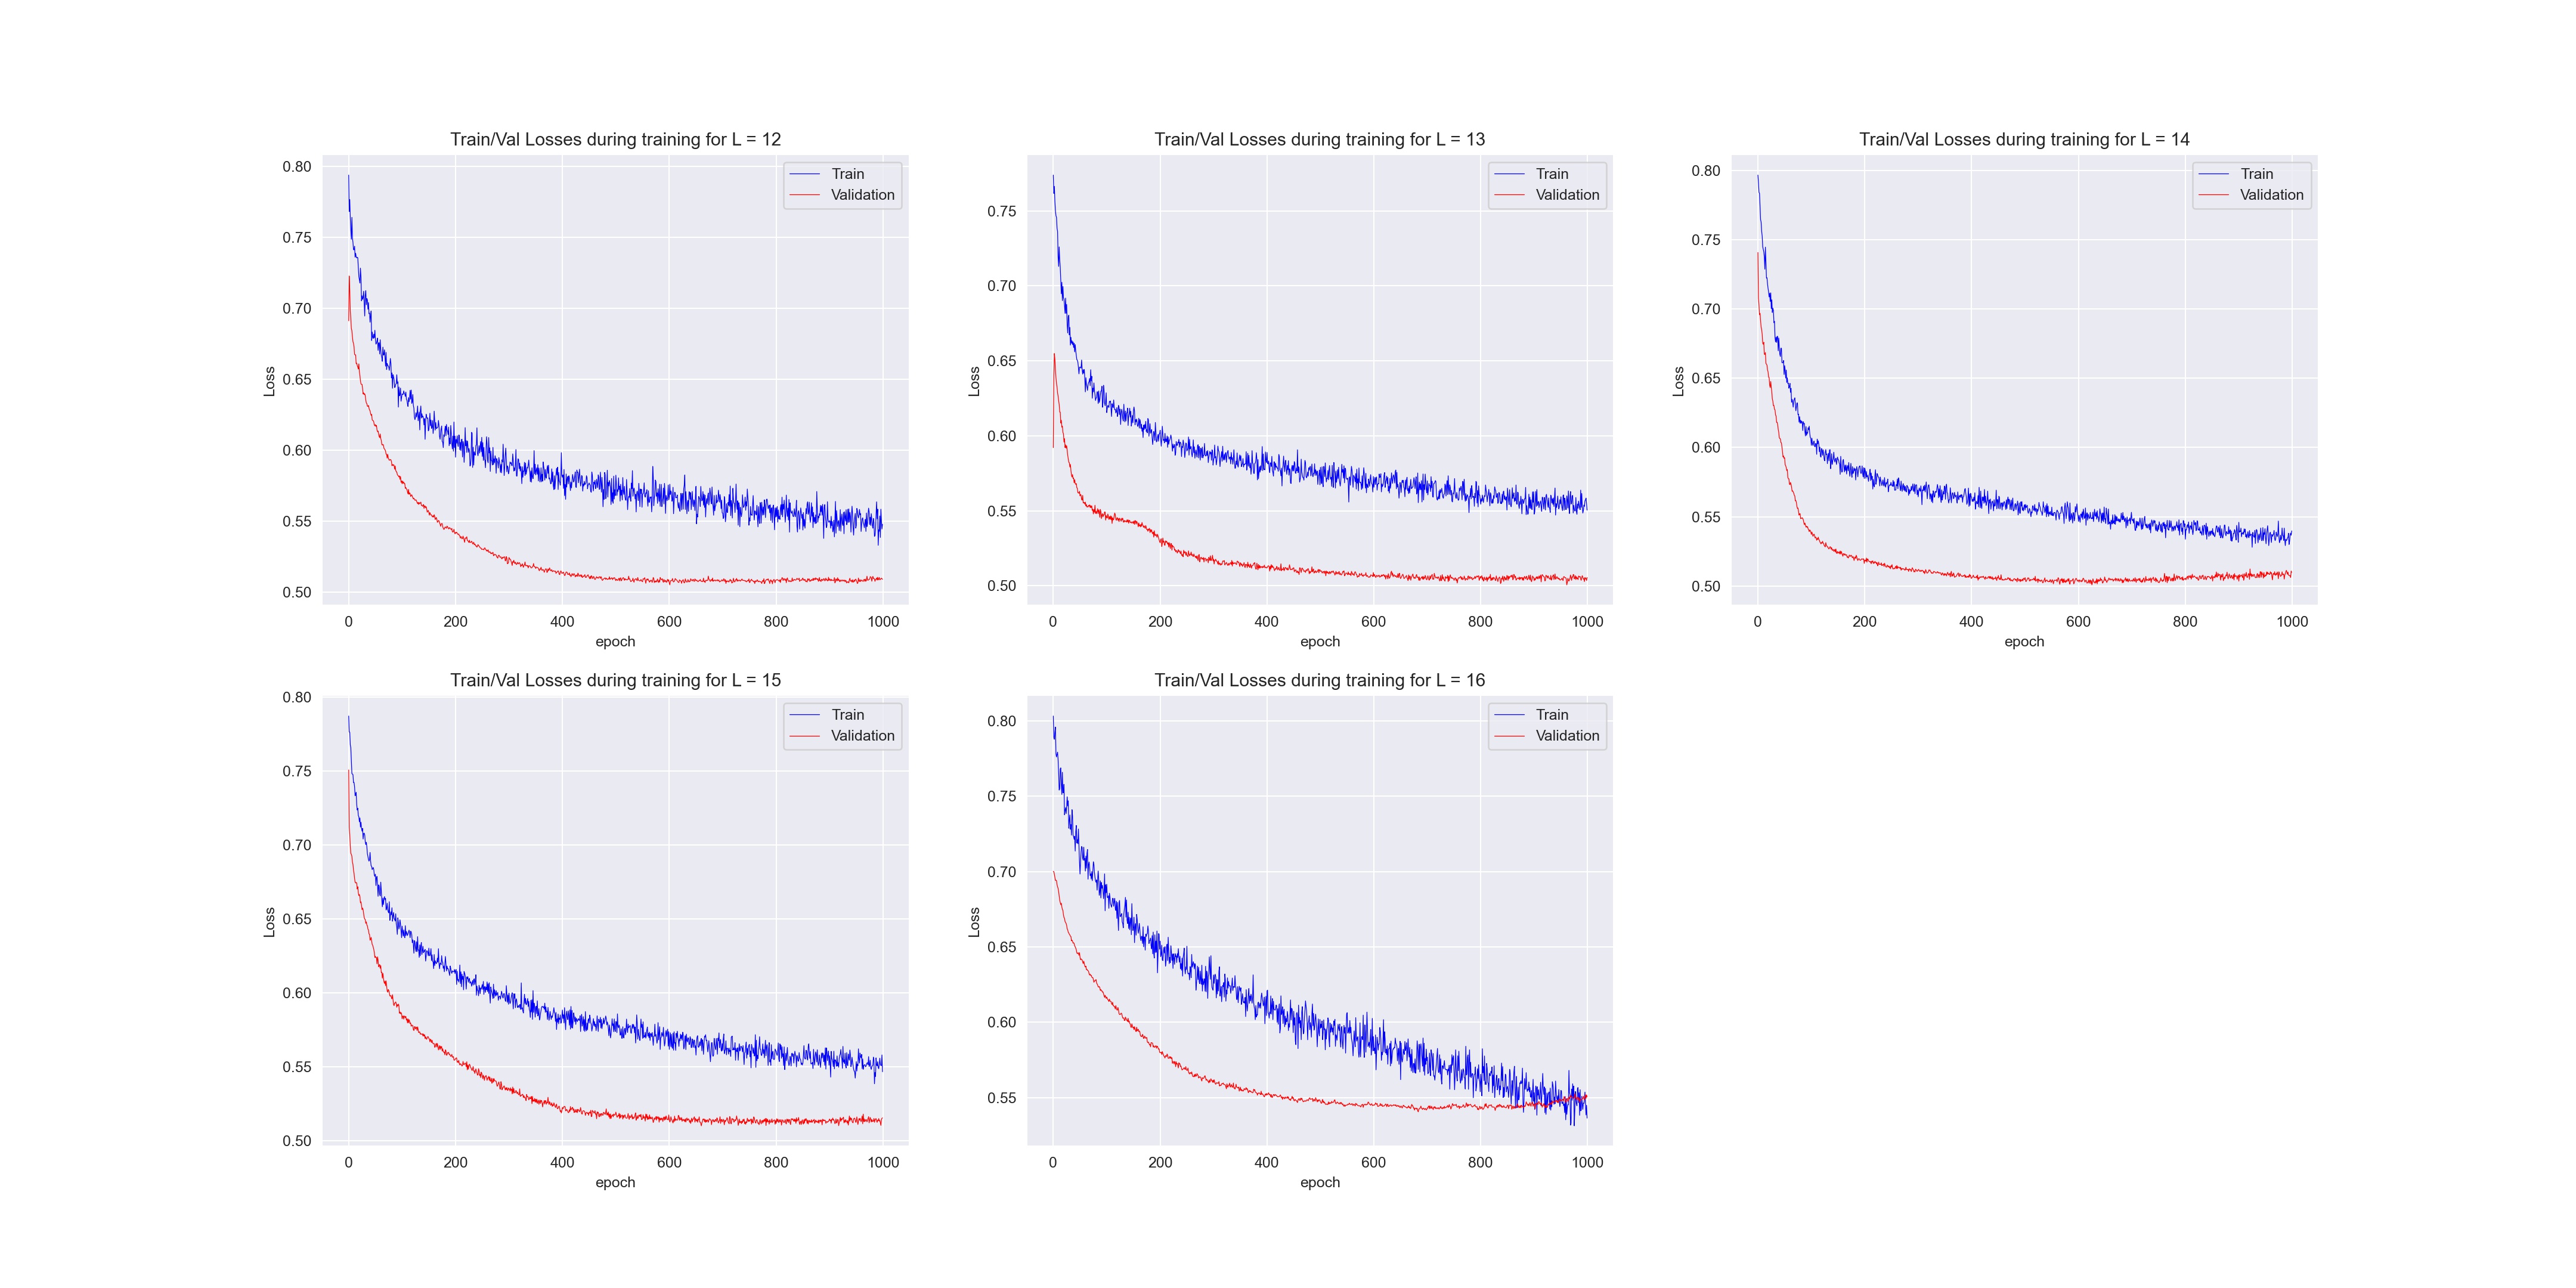 Train/Val Losses during training for L = 12
Train
Validation
0.80
0.75
0.70
0.65
0.60
0.55
0.50
Loss
0 200 400 600 800 1000
epoch
Train/Val Losses during training for L = 13
Train
Validation
0.75
0.70
0.65
0.60
0.55
0.50
Loss
0 200 400 600 800 1000
epoch
Train/Val Losses during training for L = 14
Train
Validation
0.80
0.75
0.70
0.65
0.60
0.55
0.50
Loss
0 200 400 600 800 1000
epoch
Train/Val Losses during training for L = 15
Train
Validation
0.80
0.75
0.70
0.65
0.60
0.55
0.50
Loss
0 200 400 600 800 1000
epoch
Train/Val Losses during training for L = 16
Train
Validation
0.80
0.75
0.70
0.65
0.60
0.55
Loss
0 200 400 600 800 1000
epoch